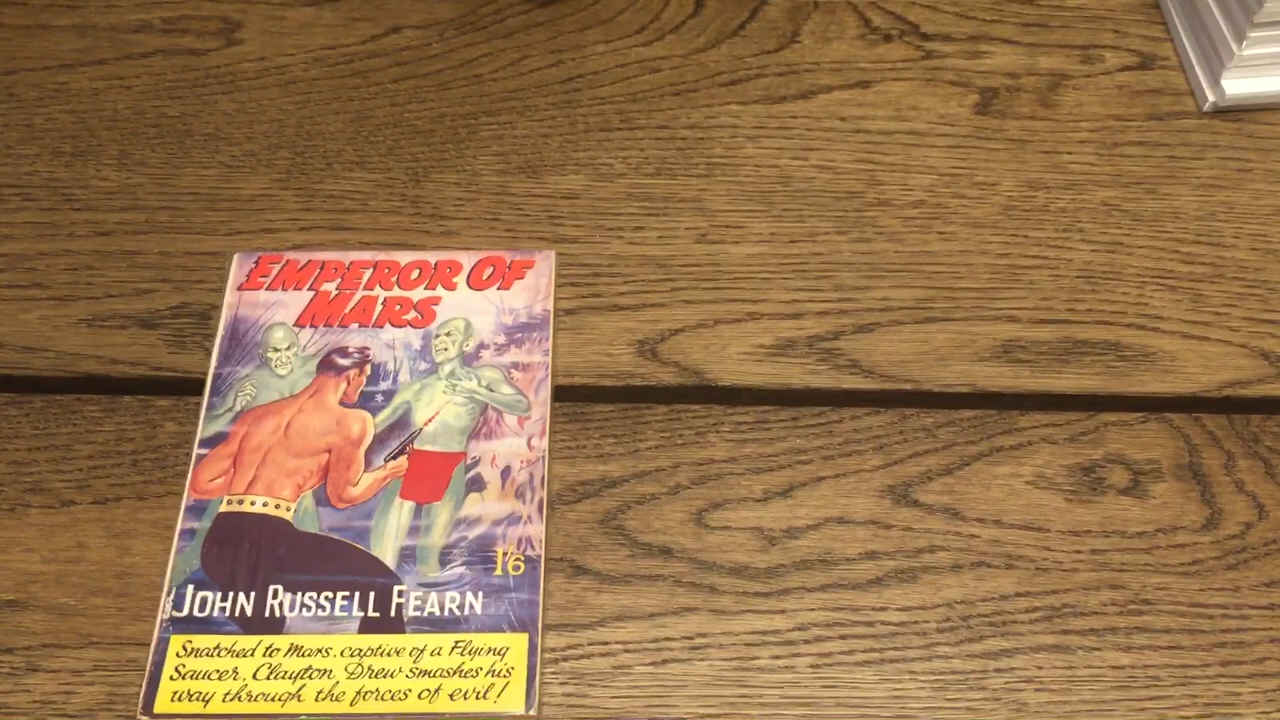 EMPEROR OF
MARS
1/6
JOHN RUSSELL FEARN
Snatched to Mars, captive of a Flying
Saucer, Clayton Drew smashes his
way through the forces of evil!